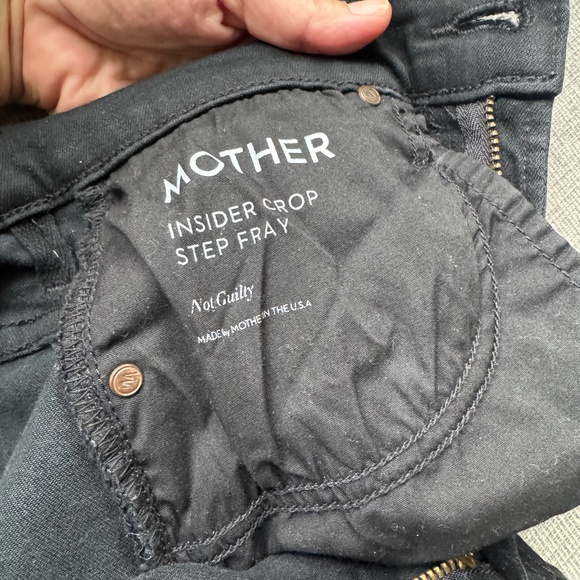 MOTHER
INSIDER CROP
STEP FRAY
Not Guilty
MADE by MOTHER IN THE U.S.A